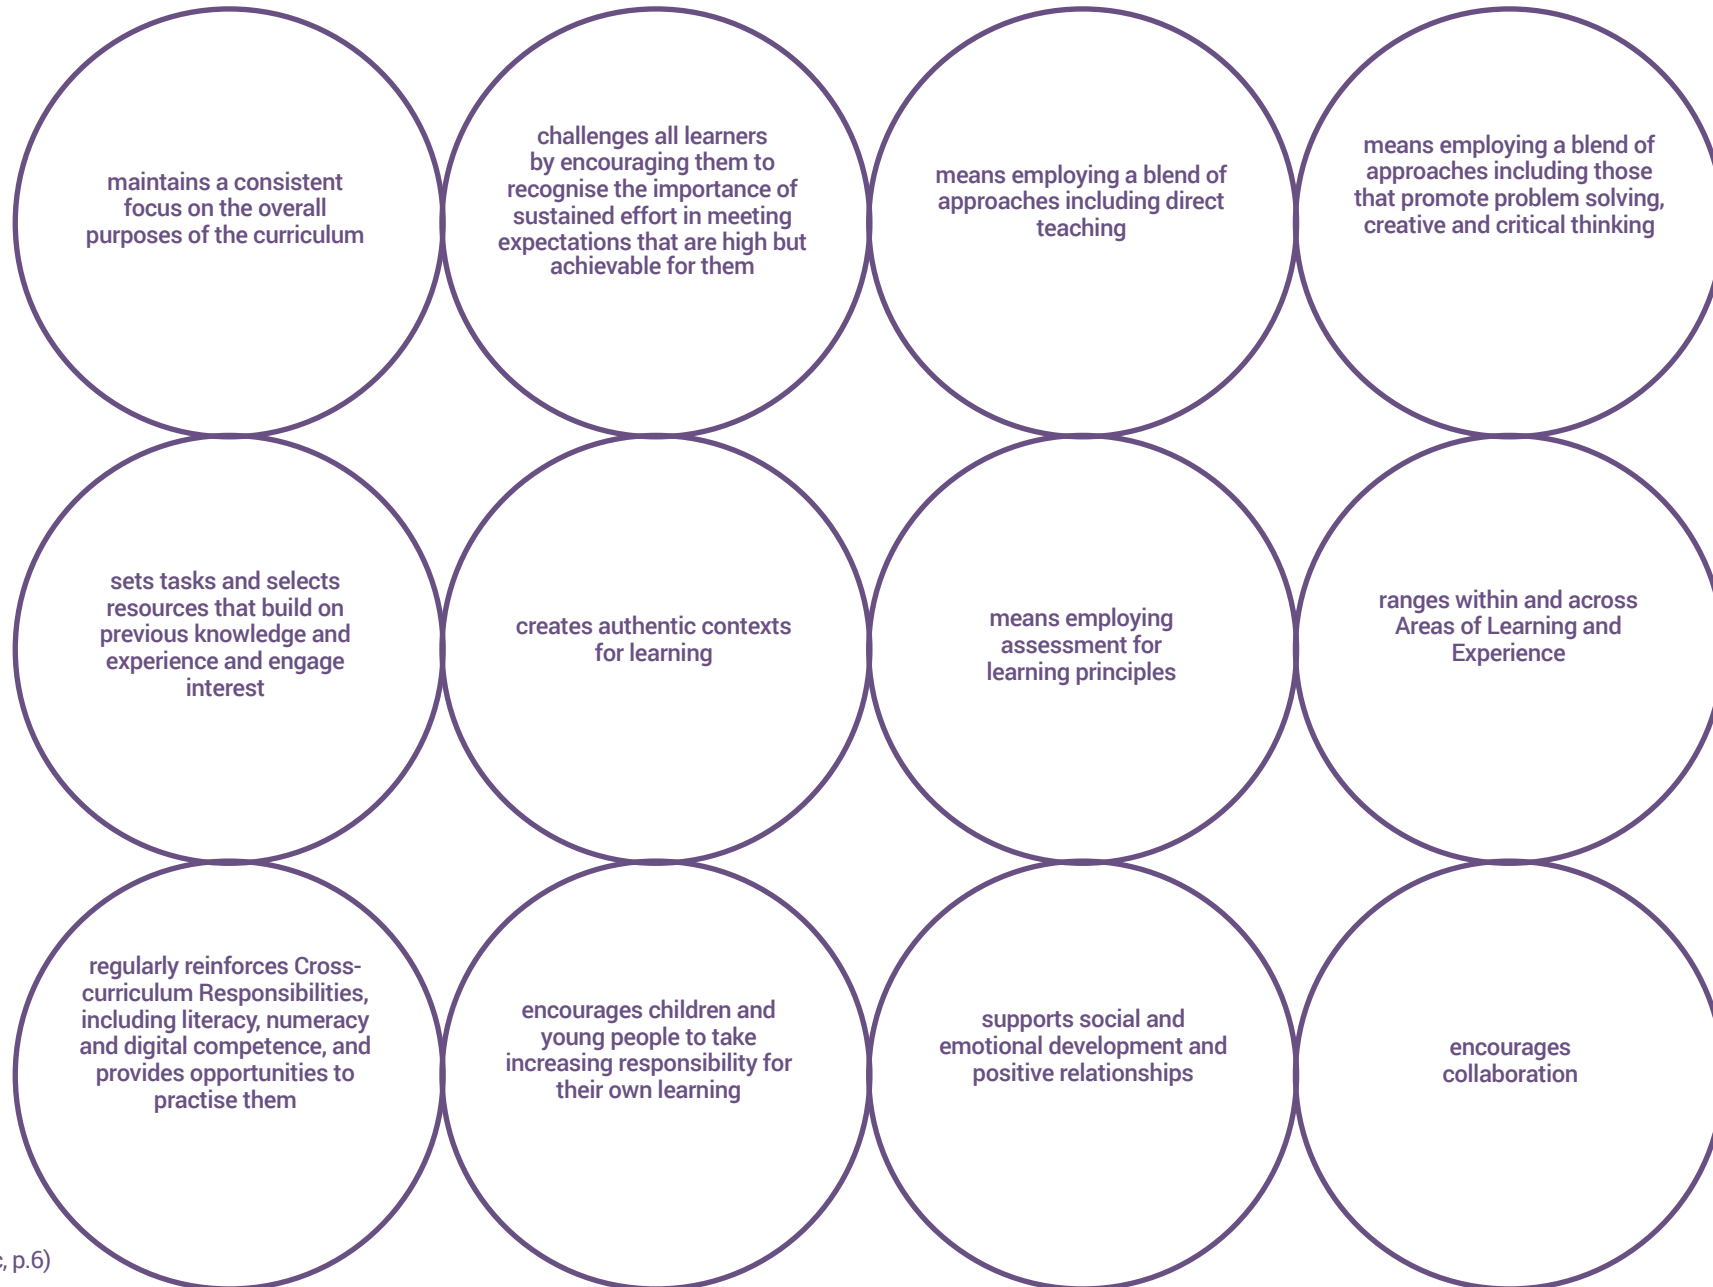 maintains a consistent
focus on the overall
purposes of the curriculum
challenges all learners
by encouraging them to
recognise the importance of
sustained effort in meeting
expectations that are high but
achievable for them
means employing a blend of
approaches including direct
teaching
means employing a blend of
approaches including those
that promote problem solving,
creative and critical thinking
sets tasks and selects
resources that build on
previous knowledge and
experience and engage
interest
creates authentic contexts
for learning
means employing
assessment for
learning principles
ranges within and across
Areas of Learning and
Experience
regularly reinforces Cross-
curriculum Responsibilities,
including literacy, numeracy
and digital competence, and
provides opportunities to
practise them
encourages children and
young people to take
increasing responsibility for
their own learning
supports social and
emotional development and
positive relationships
encourages
collaboration
, p.6)